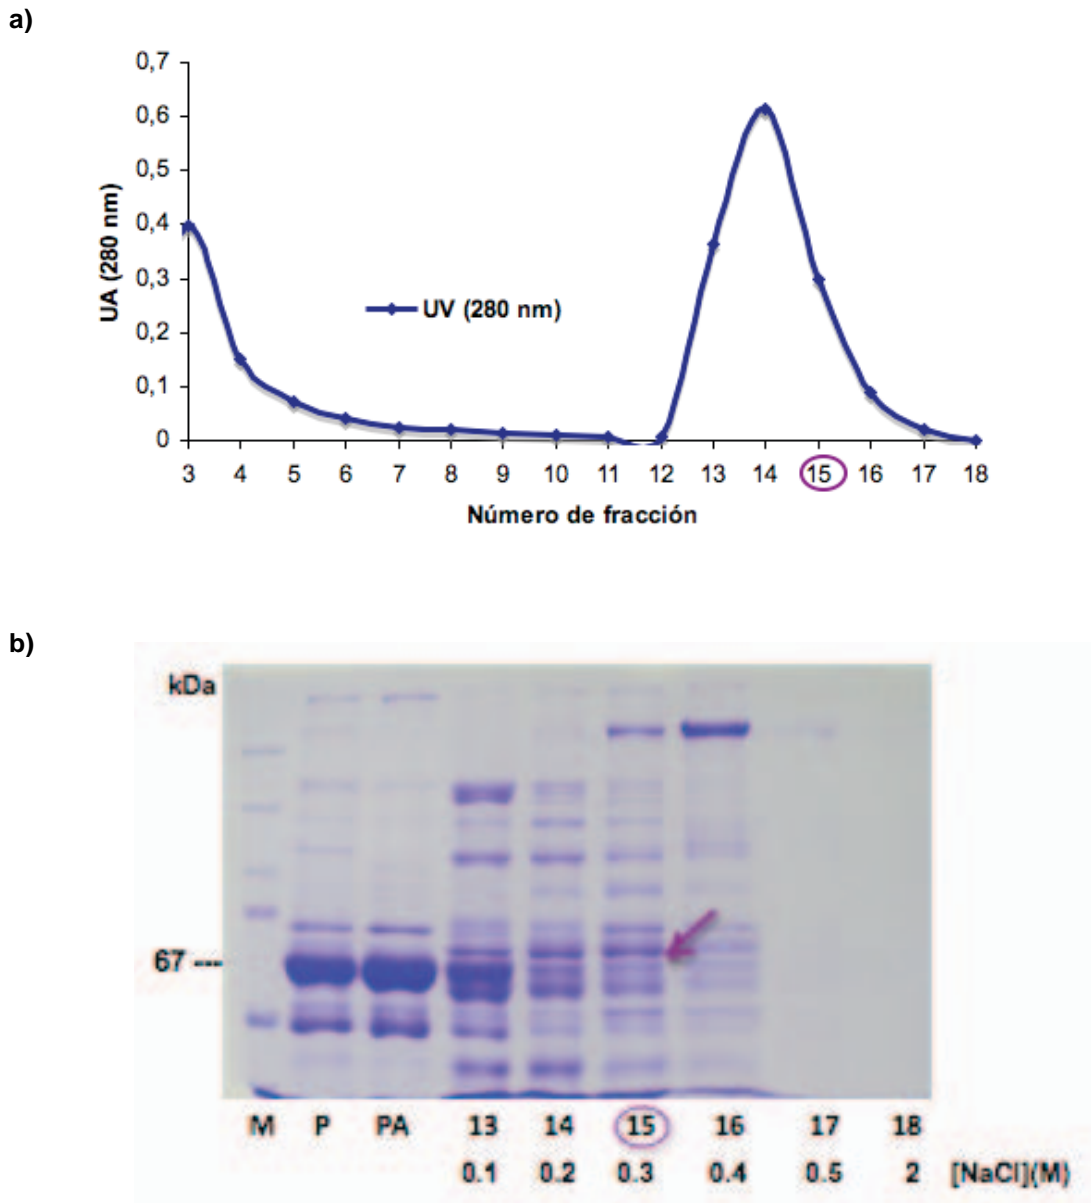 a)
0,7
0,6
0,5
0,4
0,3
0,2
0,1
0
UA (280 nm)
UV (280 nm)
3 4 5 6 7 8 9 10 11 12 13 14 15 16 17 18
Número de fracción
b)
kDa
67 ---
M P PA 13 14 15 16 17 18
0.1 0.2 0.3 0.4 0.5 2 [NaCl](M)